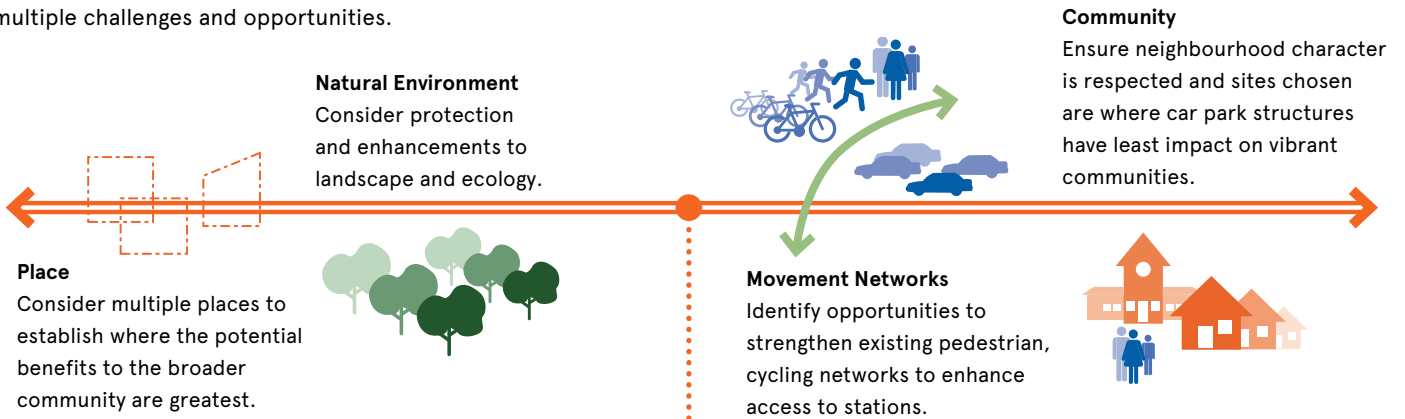 multiple challenges and opportunities.
Place
Consider multiple places to
establish where the potential
benefits to the broader
community are greatest.
Natural Environment
Consider protection
and enhancements to
landscape and ecology.
Movement Networks
Identify opportunities to
strengthen existing pedestrian,
cycling networks to enhance
access to stations.
Community
Ensure neighbourhood character
is respected and sites chosen
are where car park structures
have least impact on vibrant
communities.